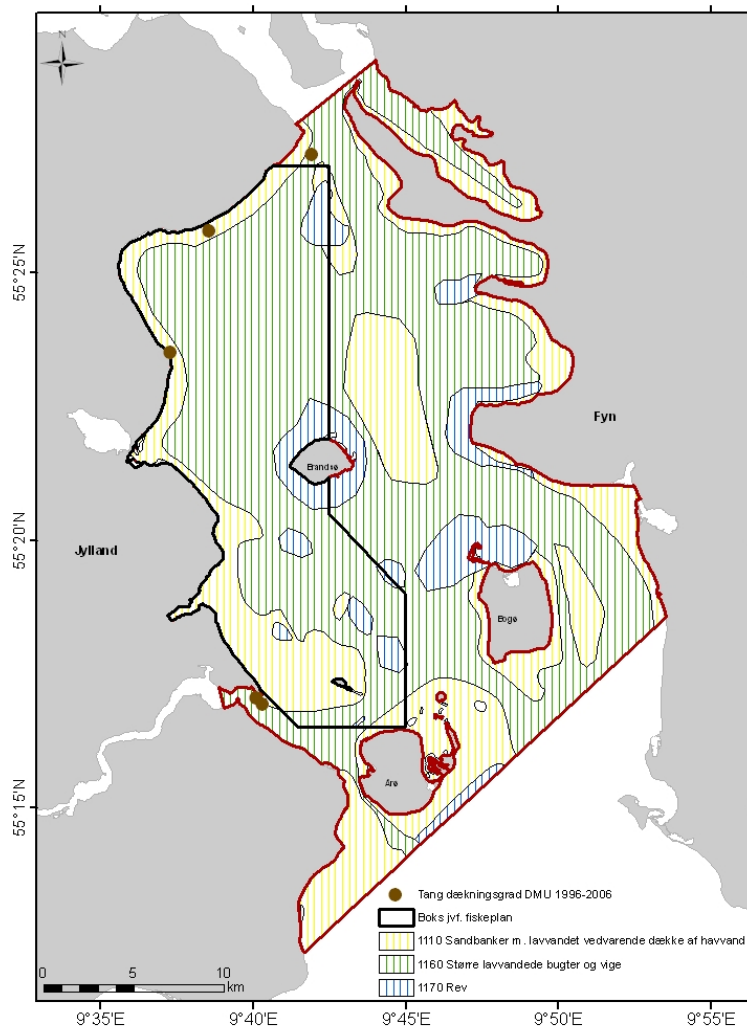 N
55°25'N
Fyn
Brandsø
55°20'N
Jylland
Bogø
Årø
55°15'N
Tang dækningsgrad DMU 1996-2006
Boks jvf. fiskeplan
1110 Sandbanker m. lavvandet vedvarende dække af havvand
1160 Større lavvandede bugter og vige
1170 Rev
0 5 10
km
9°35'E 9°40'E 9°45'E 9°50'E 9°55'E